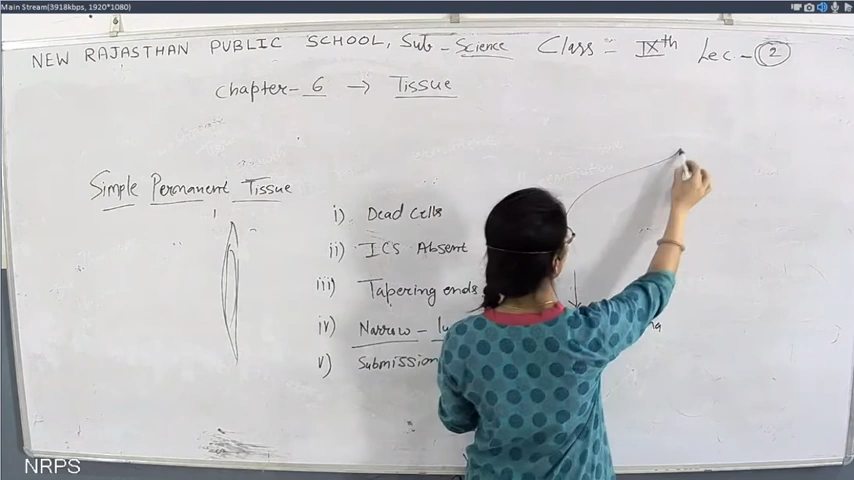 Main Stream(3918kbps, 1920*1080)
NEW RAJASTHAN PUBLIC SCHOOL, Sub - Science Class = IXth Lec. - 2
Chapter - 6 → Tissue
Simple Permanent Tissue
i) Dead Cells
ii) ICS Absent
iii) Tapering ends
iv) Narrow - lu
v) Submission
NRPS